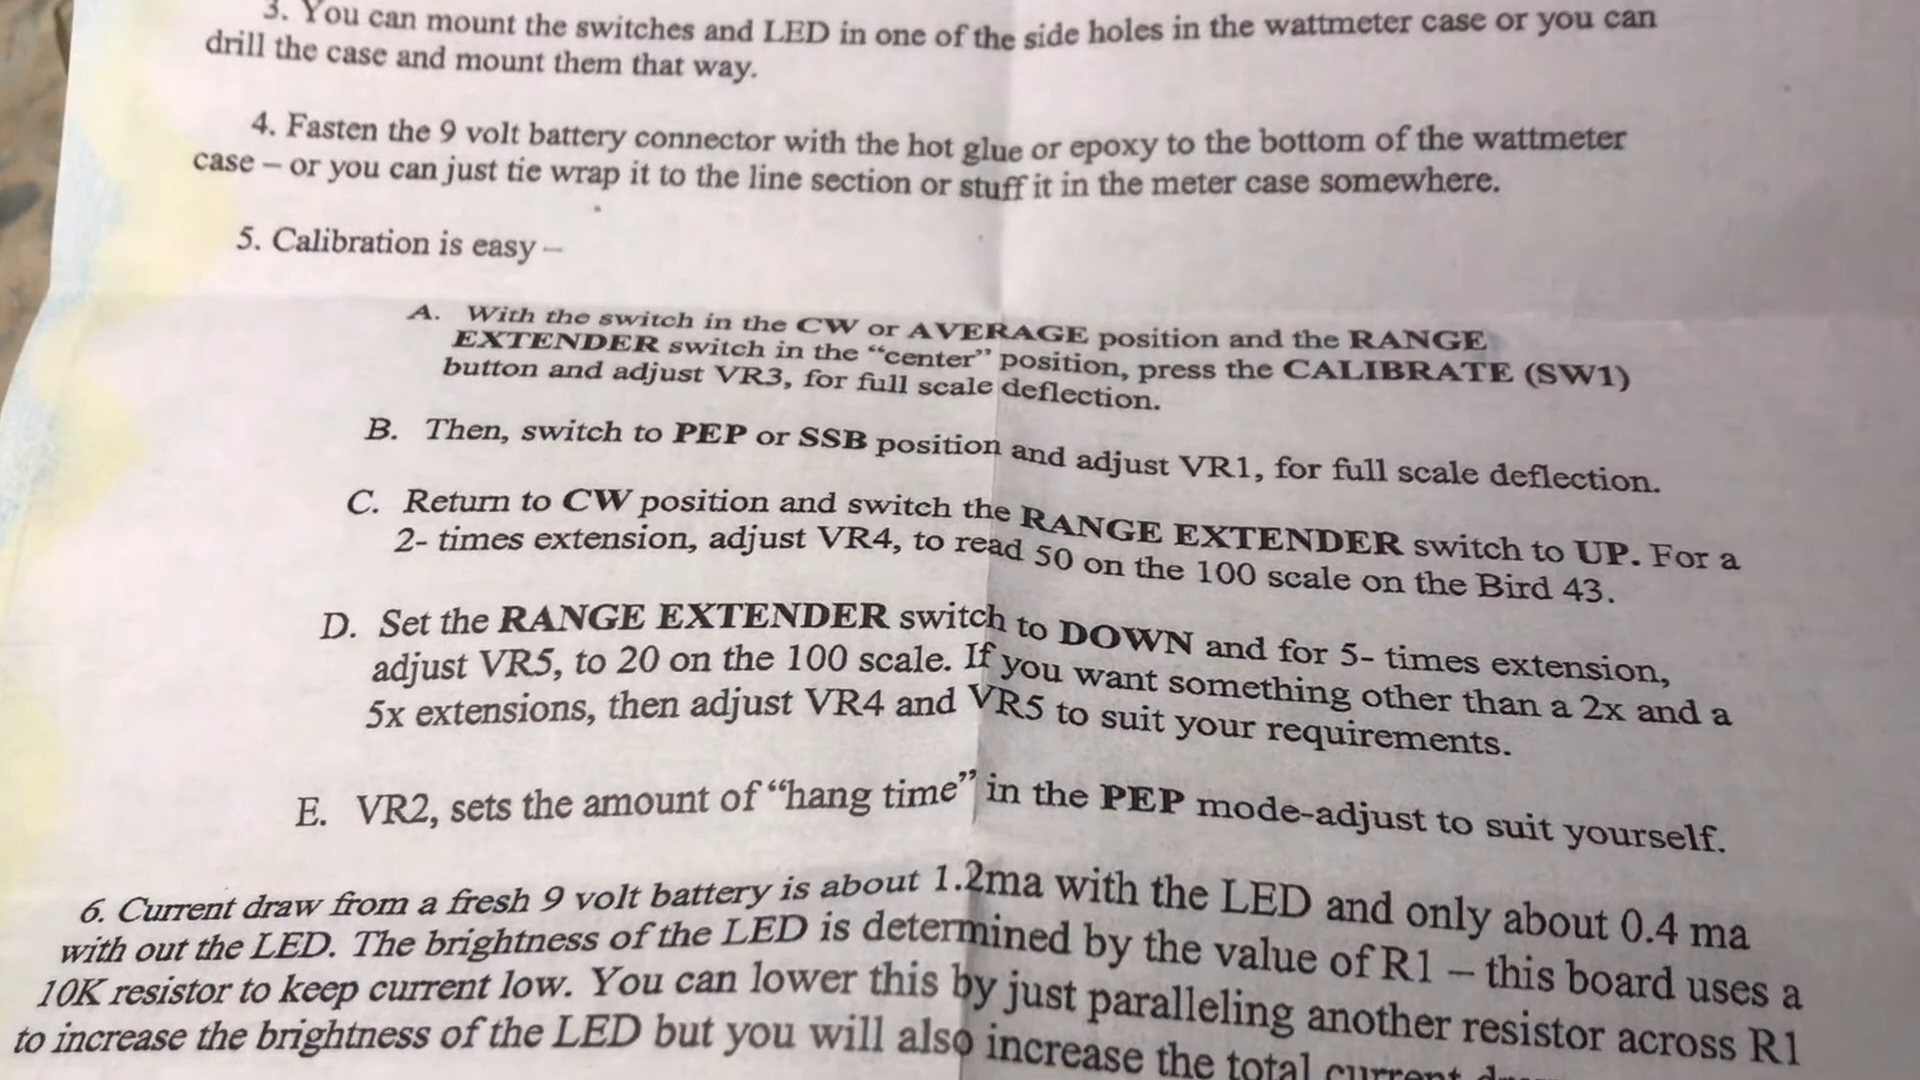 3. You can mount the switches and LED in one of the side holes in the wattmeter case or you can
drill the case and mount them that way.
4. Fasten the 9 volt battery connector with the hot glue or epoxy to the bottom of the wattmeter
case – or you can just tie wrap it to the line section or stuff it in the meter case somewhere.
5. Calibration is easy –
A. With the switch in the CW or AVERAGE position and the RANGE
EXTENDER switch in the “center” position, press the CALIBRATE (SW1)
button and adjust VR3, for full scale deflection.
B. Then, switch to PEP or SSB position and adjust VR1, for full scale deflection.
C. Return to CW position and switch the RANGE EXTENDER switch to UP. For a
2- times extension, adjust VR4, to read 50 on the 100 scale on the Bird 43.
D. Set the RANGE EXTENDER switch to DOWN and for 5- times extension,
adjust VR5, to 20 on the 100 scale. If you want something other than a 2x and a
5x extensions, then adjust VR4 and VR5 to suit your requirements.
E. VR2, sets the amount of “hang time” in the PEP mode-adjust to suit yourself.
6. Current draw from a fresh 9 volt battery is about 1.2ma with the LED and only about 0.4 ma
with out the LED. The brightness of the LED is determined by the value of R1 – this board uses a
10K resistor to keep current low. You can lower this by just paralleling another resistor across R1
to increase the brightness of the LED but you will also increase the total current